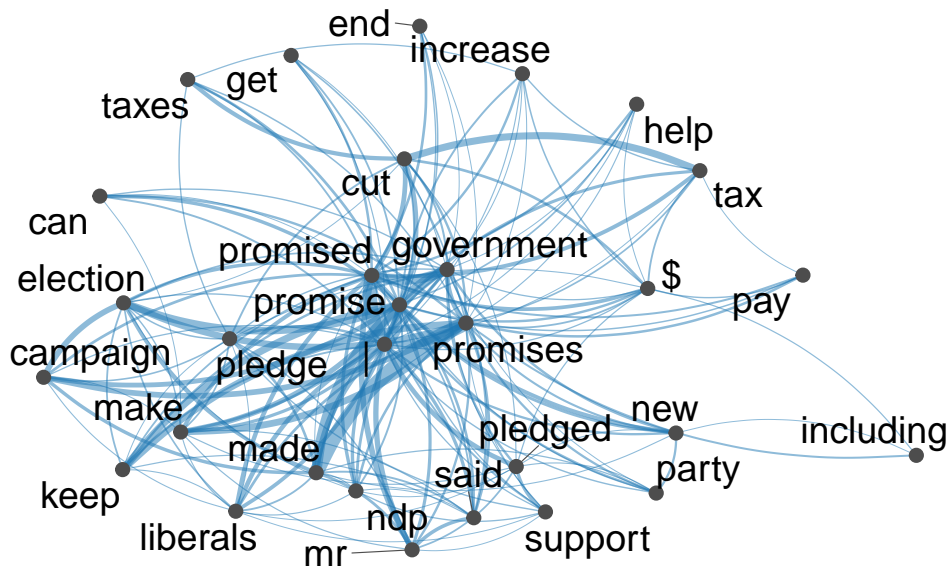 end
increase
get
taxes
help
cut
tax
can
promised
government
election
$
promise
pay
campaign
pledge
|
promises
make
new
made
pledged
including
keep
said
party
liberals
ndp
support
mr